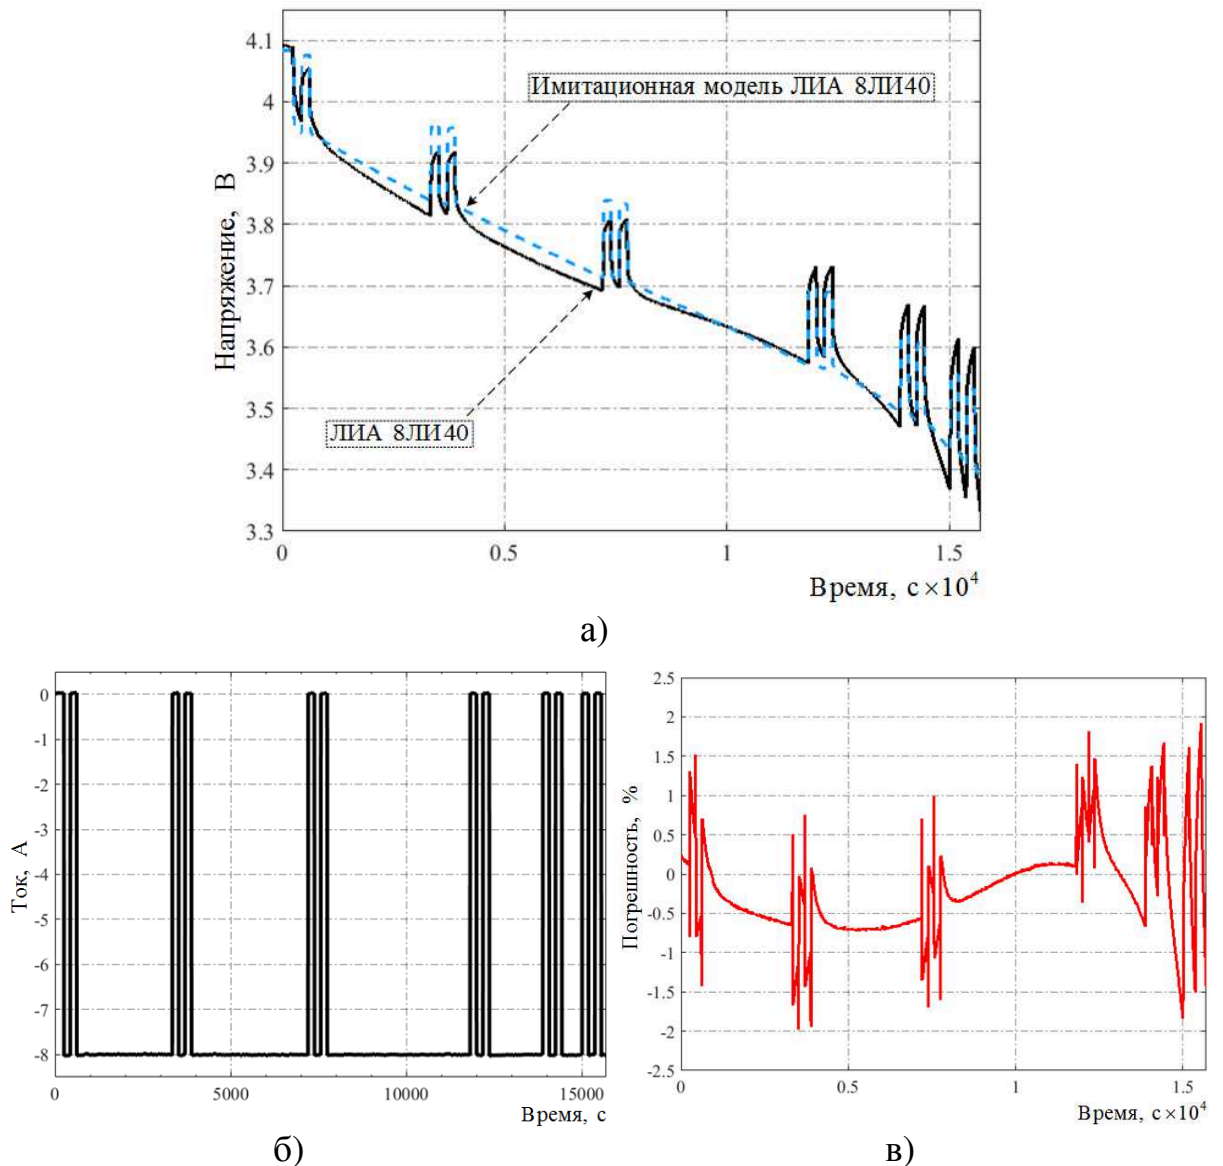 4.1
4
3.9
3.8
3.7
3.6
3.5
3.4
3.3
Напряжение, В
Имитационная модель ЛИА 8ЛИ40
ЛИА 8ЛИ40
0 0.5 1 1.5
Время, с×10⁴
а)
0
-1
-2
-3
-4
-5
-6
-7
-8
Ток, А
0 5000 10000 15000
Время, с
б)
2.5
2
1.5
1
0.5
0
-0.5
-1
-1.5
-2
-2.5
Погрешность, %
0 0.5 1 1.5
Время, с×10⁴
в)